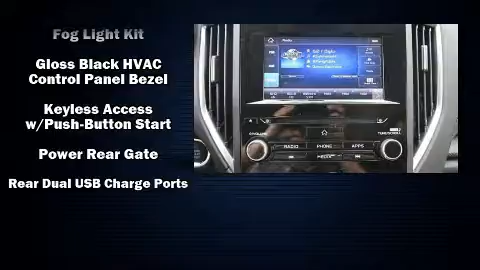 Fog Light Kit
Gloss Black HVAC
Control Panel Bezel
Keyless Access
w/Push-Button Start
Power Rear Gate
Rear Dual USB Charge Ports
RADIO PHONE APPS
MEDIA